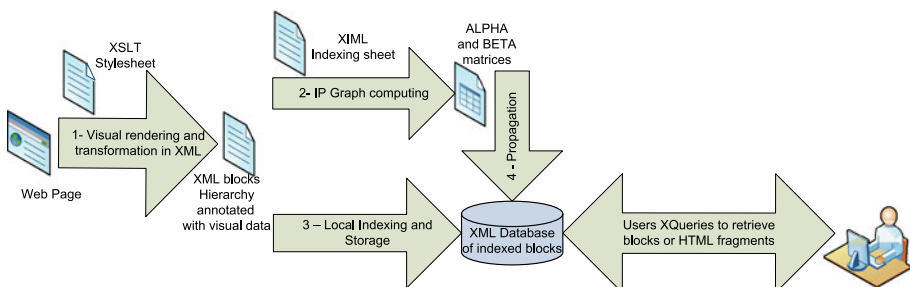 XSLT
Stylesheet
1- Visual rendering and
transformation in XML
Web Page
XML blocks
Hierarchy
annotated
with visual data
XIML
Indexing sheet
2- IP Graph computing
ALPHA
and BETA
matrices
4 - Propagation
3 – Local Indexing and
Storage
XML Database
of indexed blocks
Users XQueries to retrieve
blocks or HTML fragments